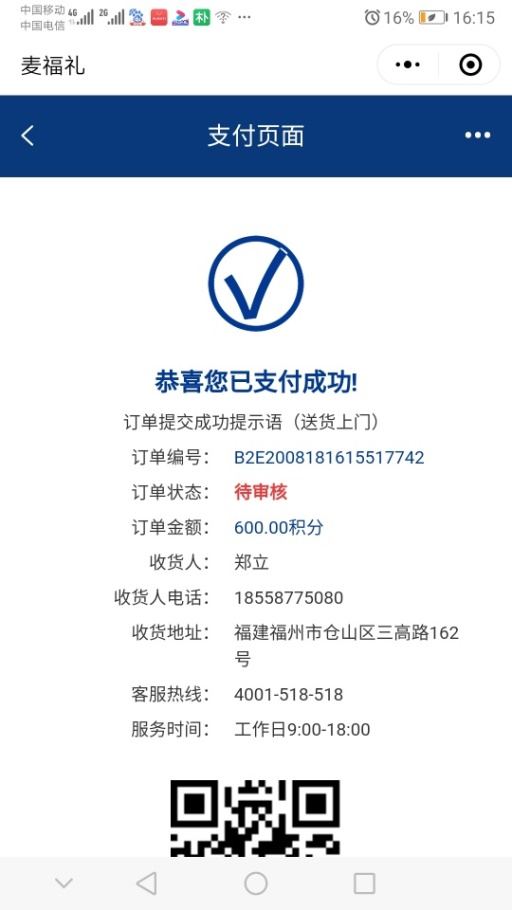 中国移动 4G 2G 16% 16:15
中国电信
麦福礼
支付页面
恭喜您已支付成功!
订单提交成功提示语（送货上门）
订单编号： B2E2008181615517742
订单状态： 待审核
订单金额： 600.00积分
收货人： 郑立
收货人电话： 18558775080
收货地址： 福建福州市仓山区三高路162
号
客服热线： 4001-518-518
服务时间： 工作日9:00-18:00